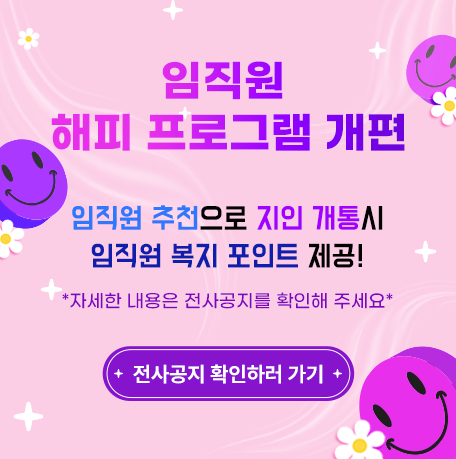 임직원
해피 프로그램 개편
임직원 추천으로 지인 개통시
임직원 복지 포인트 제공!
*자세한 내용은 전사공지를 확인해 주세요*
전사공지 확인하러 가기